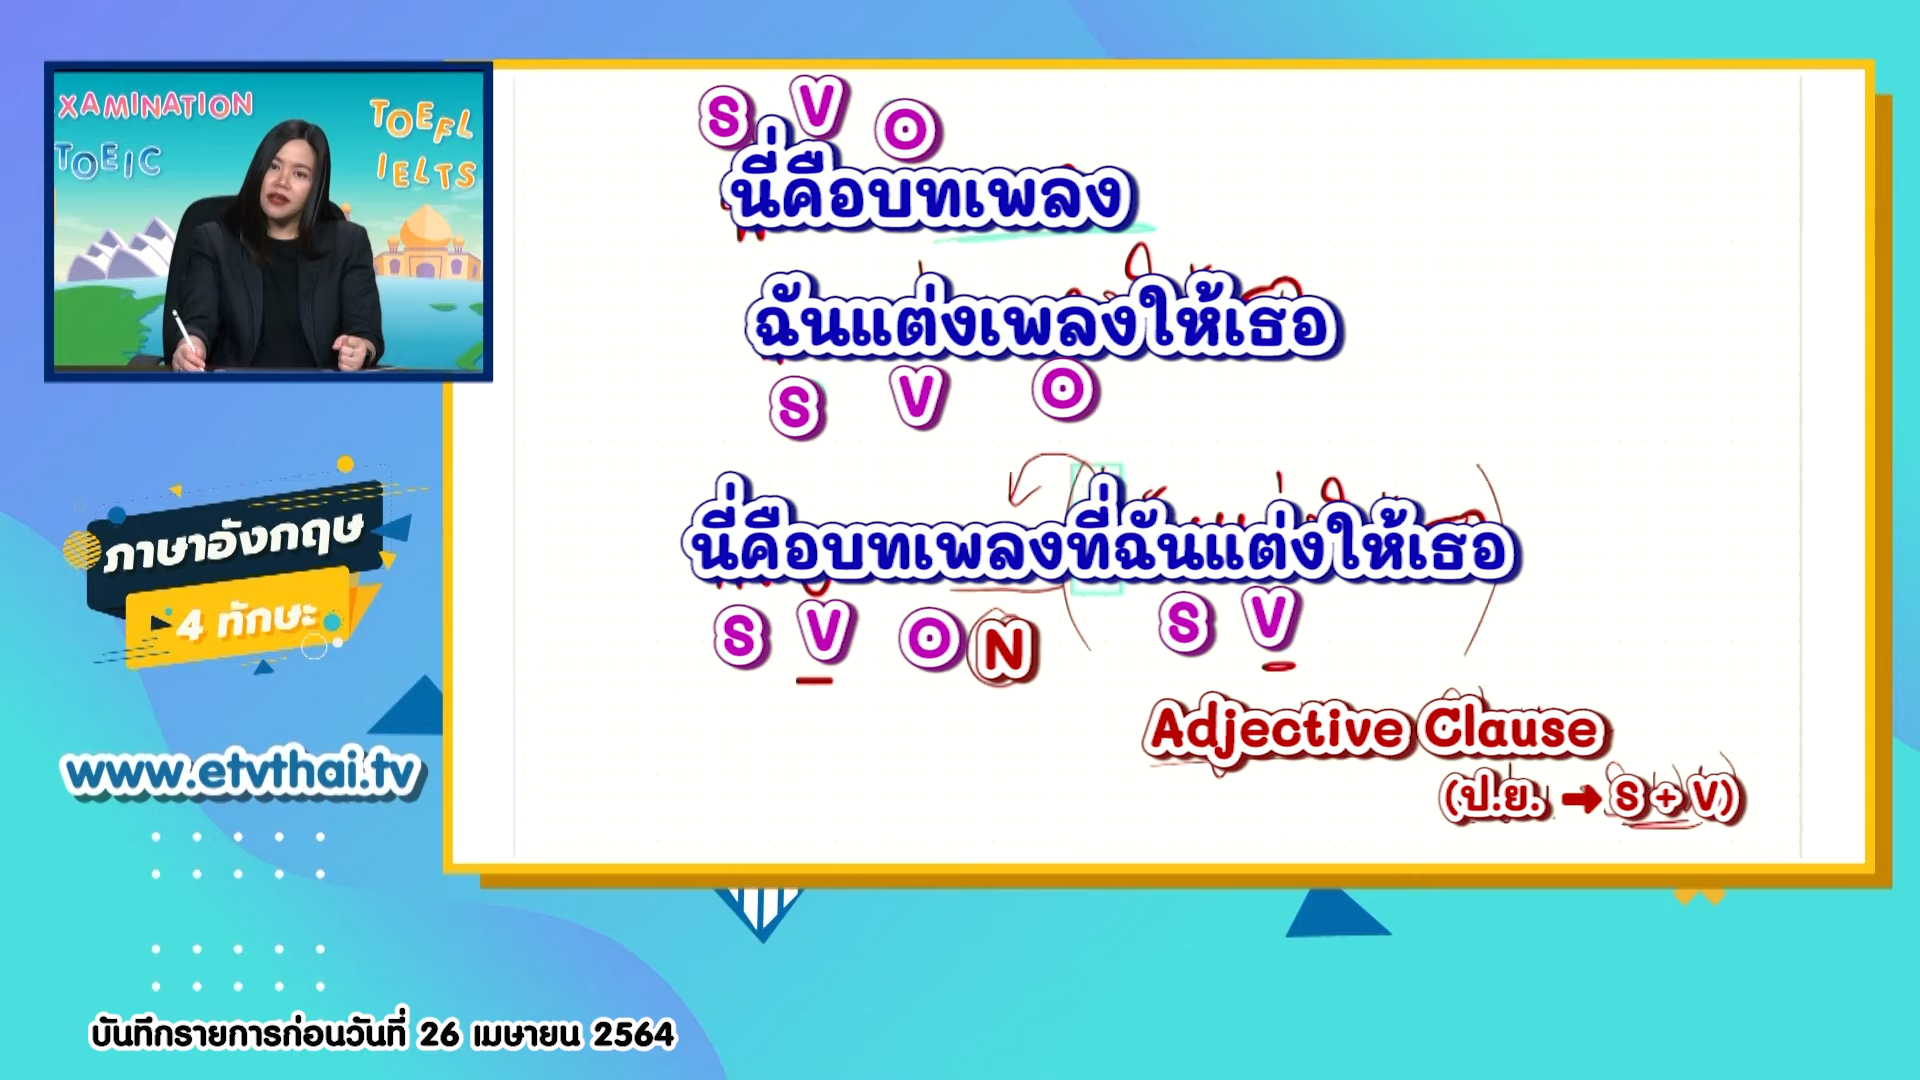 XAMINATION
TOEFL
TOEIC
IELTS
S V O
นี่คือบทเพลง
ฉันแต่งเพลงให้เธอ
S V O
นี่คือบทเพลงที่ฉันแต่งให้เธอ
S V O N S V
Adjective Clause
(ป.ย. → S + V)
ภาษาอังกฤษ
4 ทักษะ
www.etvthai.tv
บันทึกรายการก่อนวันที่ 26 เมษายน 2564